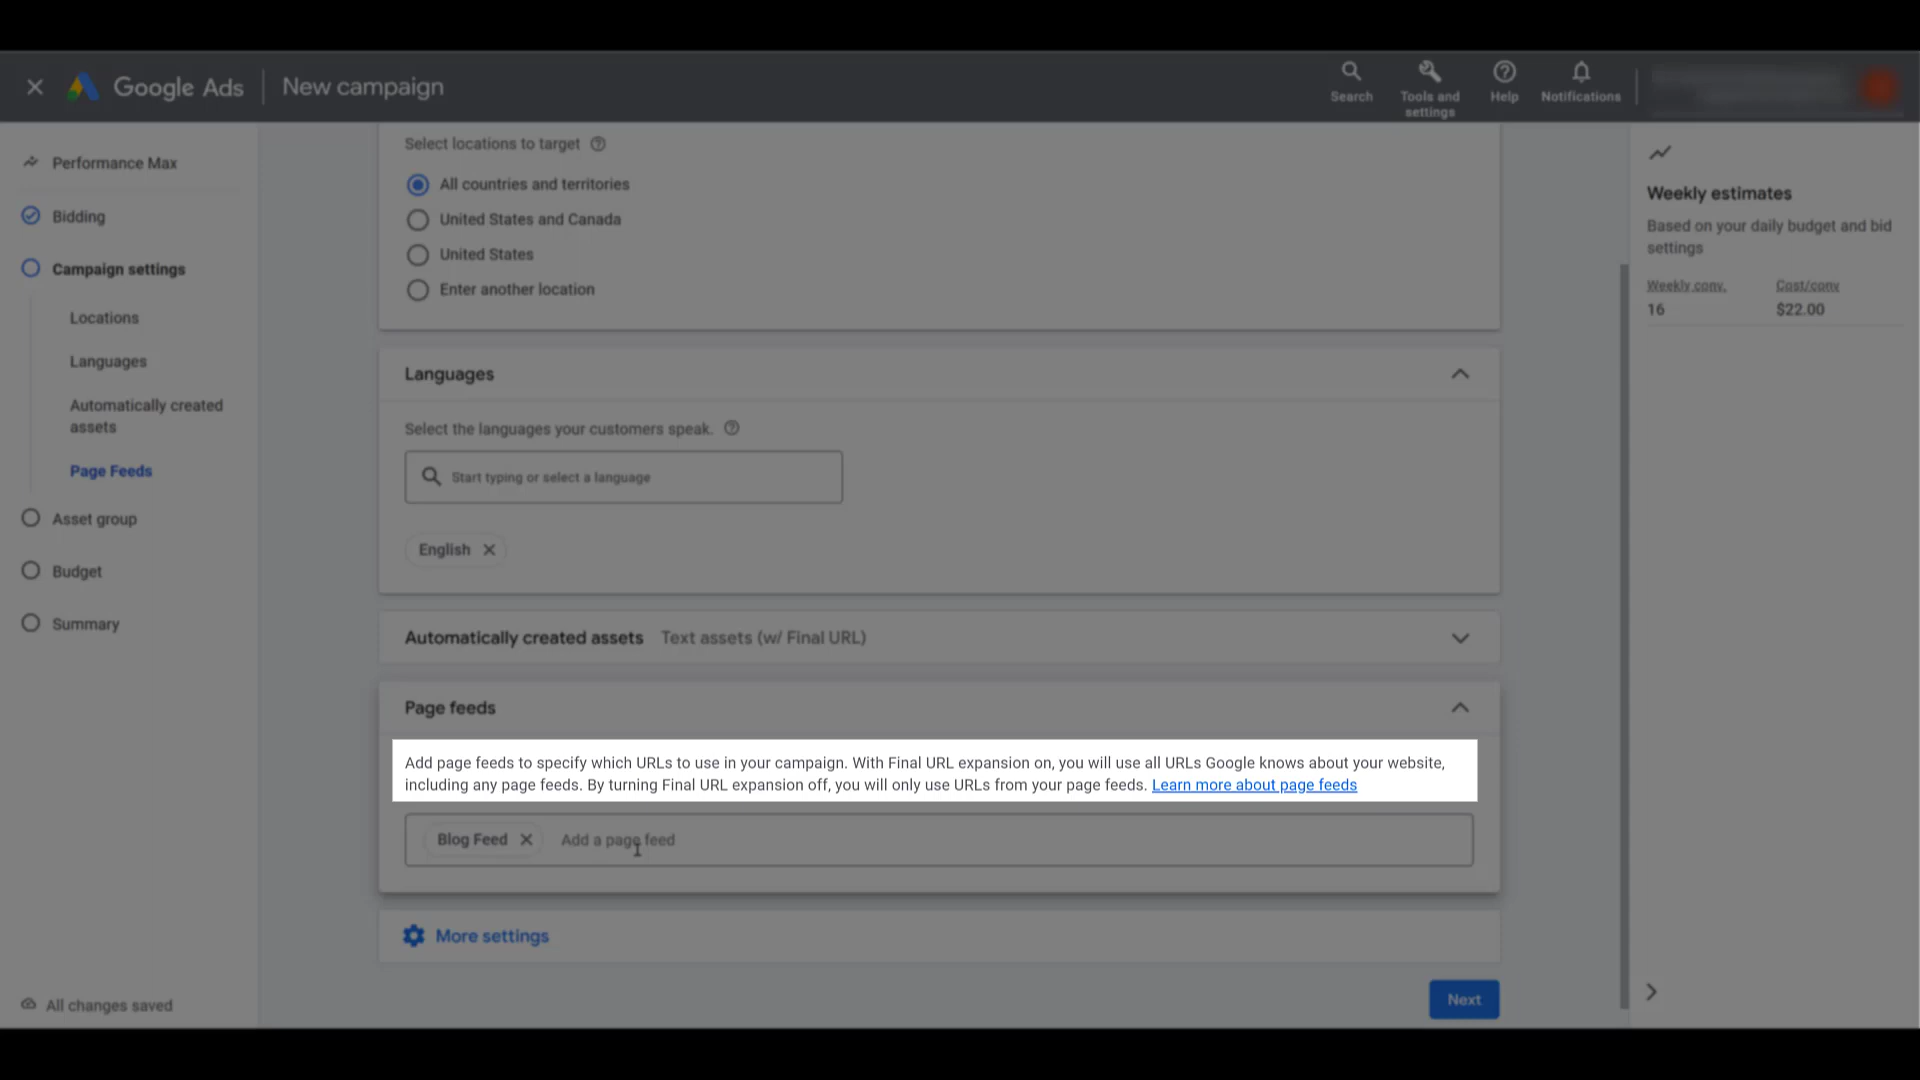 Google Ads
New campaign
Search
Tools and
settings
Help
Notifications
Performance Max
Bidding
Campaign settings
Locations
Languages
Automatically created
assets
Page Feeds
Asset group
Budget
Summary
All changes saved
Select locations to target
All countries and territories
United States and Canada
United States
Enter another location
Languages
Select the languages your customers speak.
Start typing or select a language
English
Automatically created assets Text assets (w/ Final URL)
Page feeds
Add page feeds to specify which URLs to use in your campaign. With Final URL expansion on, you will use all URLs Google knows about your website,
including any page feeds. By turning Final URL expansion off, you will only use URLs from your page feeds. Learn more about page feeds
Blog Feed Add a page feed
More settings
Next
Weekly estimates
Based on your daily budget and bid
settings
Weekly conv. Cost/conv
16 $22.00